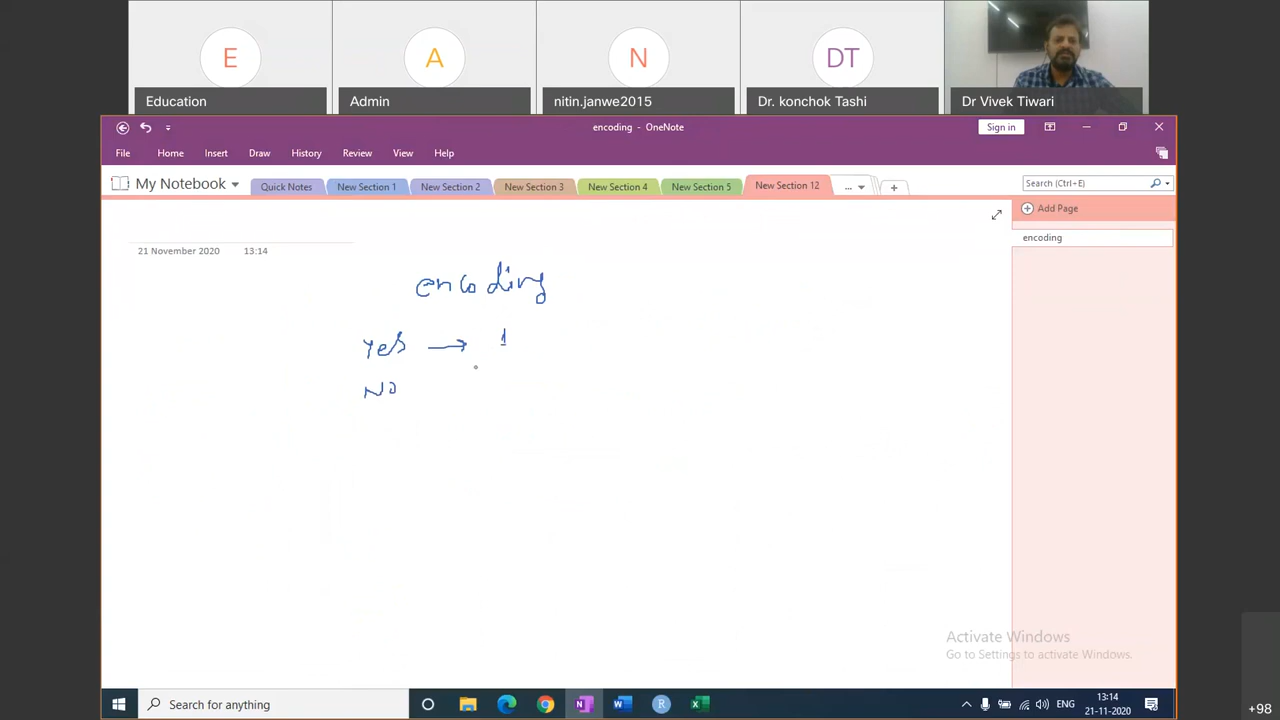 E
A
N
DT
Education
Admin
nitin.janwe2015
Dr. konchok Tashi
Dr Vivek Tiwari
encoding - OneNote
Sign in
File
Home
Insert
Draw
History
Review
View
Help
My Notebook
Quick Notes
New Section 1
New Section 2
New Section 3
New Section 4
New Section 5
New Section 12
...
Search (Ctrl+E)
Add Page
encoding
21 November 2020
13:14
encoding
Yes → 1
NO
Activate Windows
Go to Settings to activate Windows.
Search for anything
ENG
13:14
21-11-2020
+98